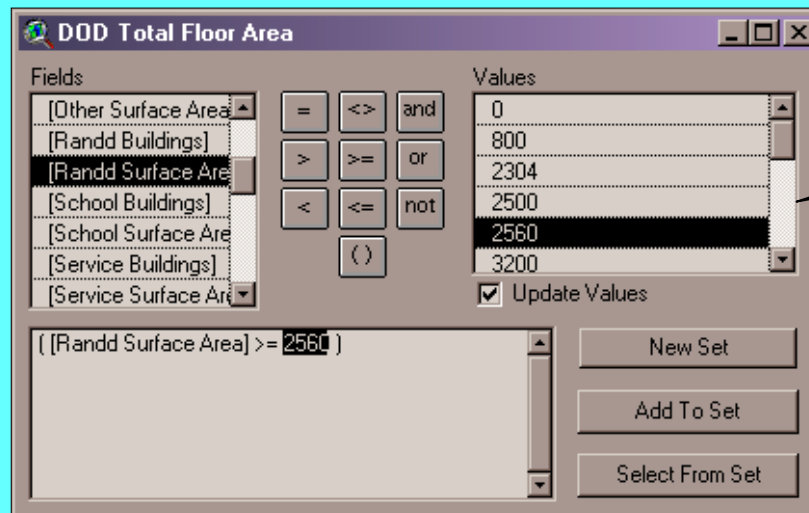 DOD Total Floor Area
Fields
[Other Surface Area
[Randd Buildings]
[Randd Surface Are
[School Buildings]
[School Surface Are
[Service Buildings]
[Service Surface Are
= <> and
> >= or
< <= not
( )
Values
0
800
2304
2500
2560
3200
Update Values
( [Randd Surface Area] >= 2560 )
New Set
Add To Set
Select From Set